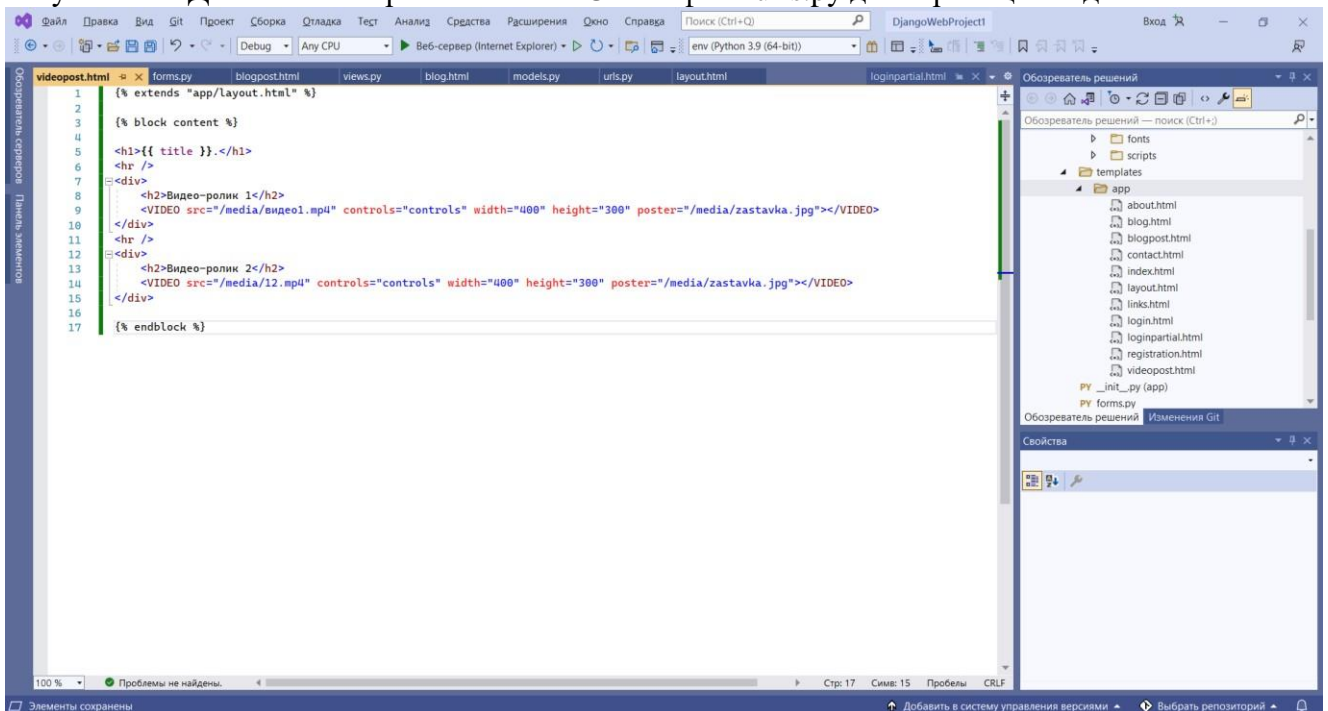 Файл Правка Вид Git Проект Сборка Отладка Тест Анализ Средства Расширения Окно Справка Поиск (Ctrl+Q) DjangoWebProject1 Вход
Debug Any CPU Веб-сервер (Internet Explorer) env (Python 3.9 (64-bit))
Обозреватель серверов
Панель элементов
videopost.html forms.py blogpost.html views.py blog.html models.py urls.py layout.html loginpartial.html
1 {% extends "app/layout.html" %}
2
3 {% block content %}
4
5 <h1>{{ title }}.</h1>
6 <hr />
7 <div>
8 <h2>Видео-ролик 1</h2>
9 <VIDEO src="/media/видео1.mp4" controls="controls" width="400" height="300" poster="/media/zastavka.jpg"></VIDEO>
10 </div>
11 <hr />
12 <div>
13 <h2>Видео-ролик 2</h2>
14 <VIDEO src="/media/12.mp4" controls="controls" width="400" height="300" poster="/media/zastavka.jpg"></VIDEO>
15 </div>
16
17 {% endblock %}
100 % Проблемы не найдены. Стр: 17 Симв: 15 Пробелы CRLF
Обозреватель решений
Обозреватель решений — поиск (Ctrl+;)
fonts
scripts
templates
app
about.html
blog.html
blogpost.html
contact.html
index.html
layout.html
links.html
login.html
loginpartial.html
registration.html
videopost.html
PY __init__.py (app)
PY forms.py
Обозреватель решений Изменения Git
Свойства
Элементы сохранены Добавить в систему управления версиями Выбрать репозиторий